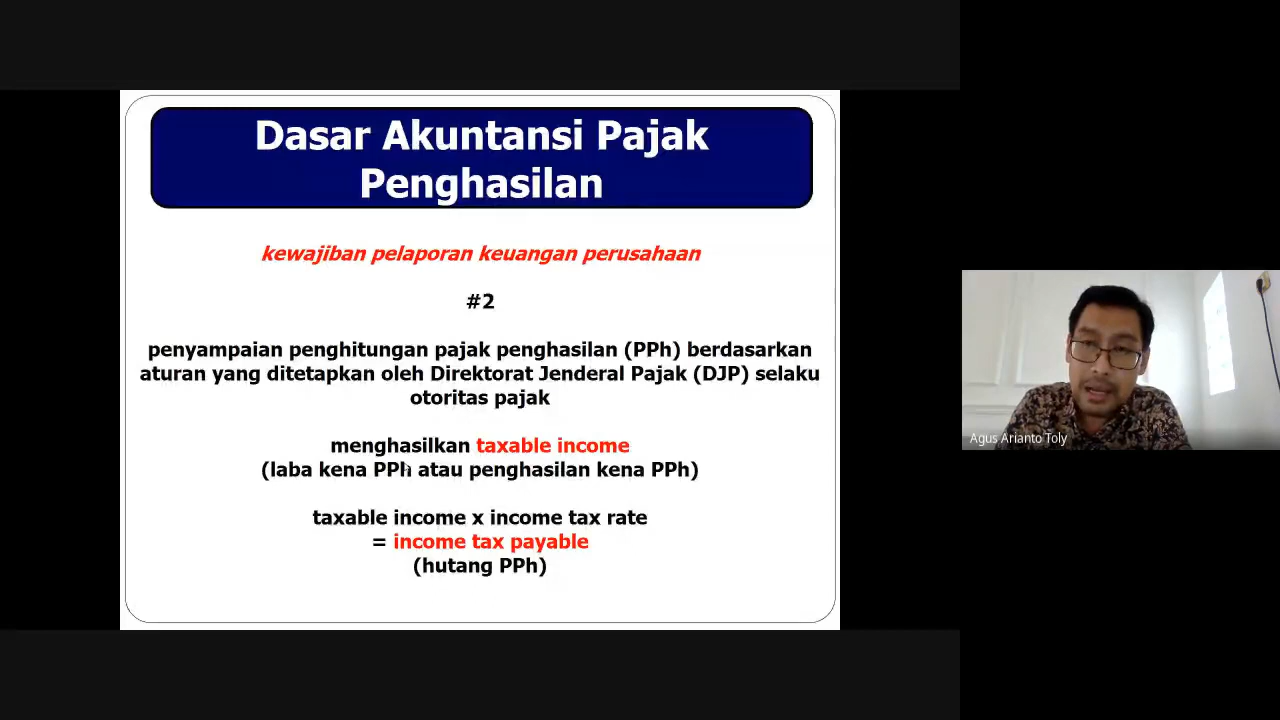 Dasar Akuntansi Pajak
Penghasilan
kewajiban pelaporan keuangan perusahaan
#2
penyampaian penghitungan pajak penghasilan (PPh) berdasarkan
aturan yang ditetapkan oleh Direktorat Jenderal Pajak (DJP) selaku
otoritas pajak
menghasilkan taxable income
(laba kena PPh atau penghasilan kena PPh)
taxable income x income tax rate
= income tax payable
(hutang PPh)
Agus Arianto Toly